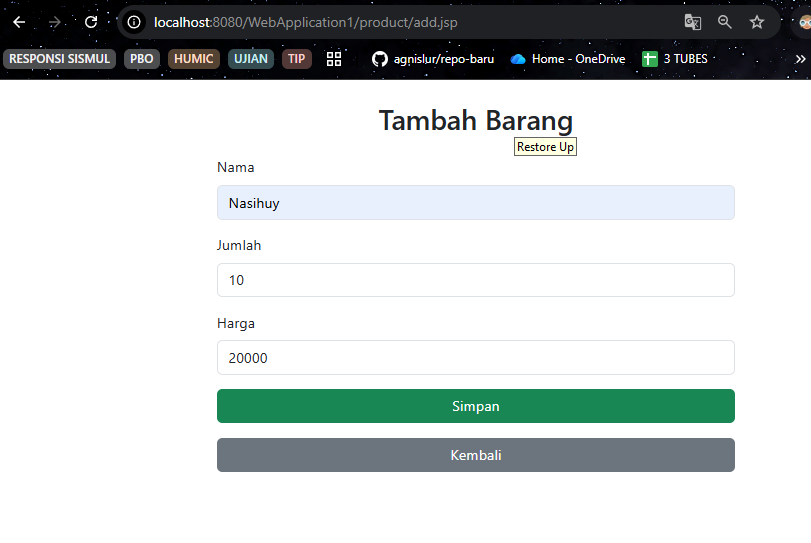 localhost:8080/WebApplication1/product/add.jsp
RESPONSI SISMUL PBO HUMIC UJIAN TIP agnislur/repo-baru Home - OneDrive 3 TUBES
Tambah Barang
Restore Up
Nama
Nasihuy
Jumlah
10
Harga
20000
Simpan
Kembali